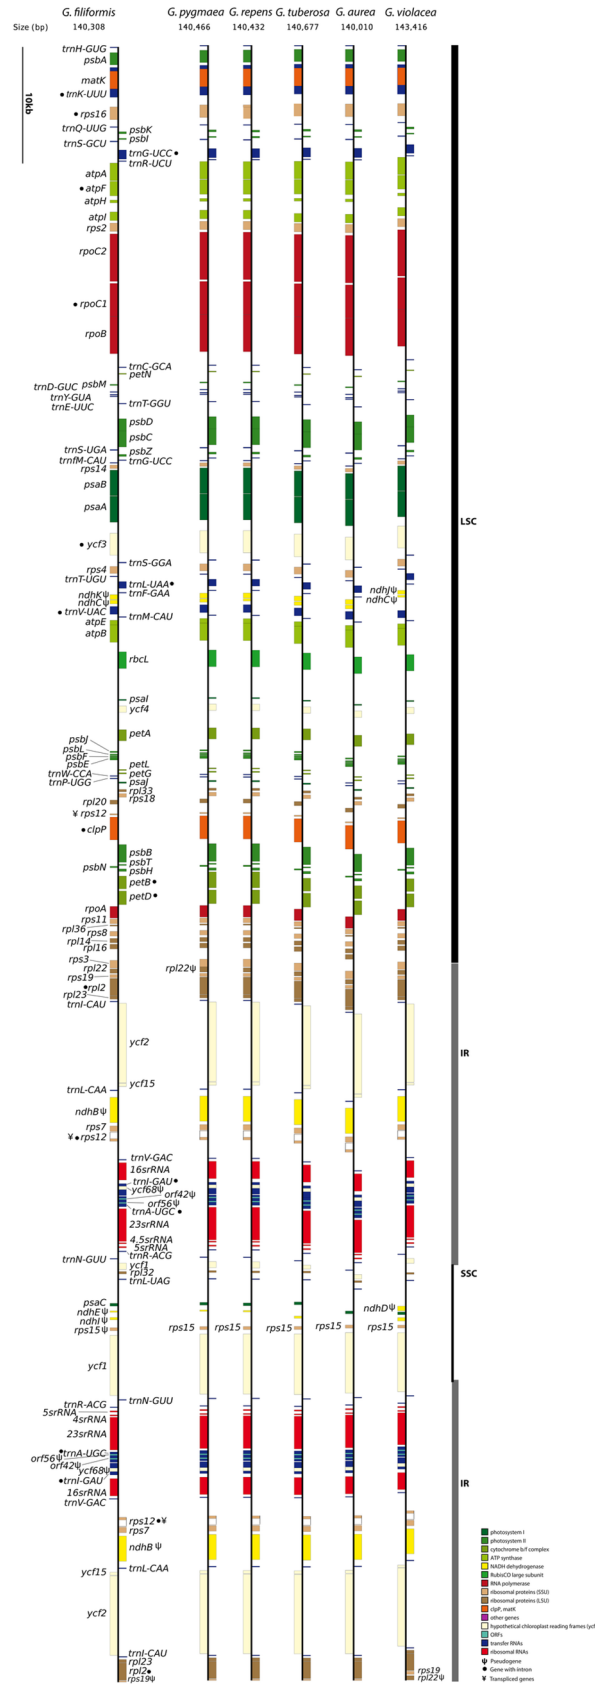 G. filiformis G. pygmaea G. repens G. tuberosa G. aurea G. violacea
Size (bp) 140,308 140,466 140,432 140,677 140,010 143,416
10kb
trnH-GUG
psbA
matK
• trnK-UUU
• rps16
trnQ-UUG
psbK
psbI
trnS-GCU
trnG-UCC •
trnR-UCU
atpA
• atpF
atpH
atpI
rps2
rpoC2
• rpoC1
rpoB
trnC-GCA
petN
trnD-GUC psbM
trnY-GUA
trnE-UUC
trnT-GGU
psbD
psbC
trnS-UGA
psbZ
trnfM-CAU
trnG-UCC
rps14
psaB
psaA
LSC
• ycf3
trnS-GGA
rps4
trnT-UGU
trnL-UAA •
ndhKψ
trnF-GAA
ndhJψ
ndhCψ
ndhCψ
• trnV-UAC
trnM-CAU
atpE
atpB
rbcL
psaI
ycf4
petA
psbJ
psbL
psbF
psbE
petL
trnW-CCA
petG
trnP-UGG
psaJ
rpl33
rps18
rpl20
¥ rps12
• clpP
psbB
psbT
psbN
psbH
petB •
petD •
rpoA
rps11
rpl36
rps8
rpl14
rpl16
rps3
rpl22
rpl22ψ
rps19
• rpl2
rpl23
trnI-CAU
ycf2
IR
ycf15
trnL-CAA
ndhB ψ
rps7
¥ • rps12
trnV-GAC
16srRNA
trnI-GAU •
ycf68ψ
orf42ψ
orf56ψ
trnA-UGC •
23srRNA
4.5srRNA
5srRNA
trnR-ACG
trnN-GUU
ycf1
rpl32
trnL-UAG
SSC
psaC
ndhE ψ
ndhDψ
ndhI ψ
rps15ψ
rps15 rps15 rps15 rps15 rps15
ycf1
trnN-GUU
trnR-ACG
5srRNA
4srRNA
23srRNA
• trnA-UGC
orf56ψ
orf42ψ
ycf68ψ
• trnI-GAU
16srRNA
trnV-GAC
IR
rps12 • ¥
rps7
ndhB ψ
trnL-CAA
ycf15
ycf2
trnI-CAU
rpl23
rpl2 •
rps19ψ
rps19
rpl22ψ
photosystem I
photosystem II
cytochrome b/f complex
ATP synthase
NADH dehydrogenase
RubisCO large subunit
RNA polymerase
ribosomal proteins (SSU)
ribosomal proteins (LSU)
clpP, matK
other genes
hypothetical chloroplast reading frames (ycf
ORFs
transfer RNAs
ribosomal RNAs
ψ Pseudogene
• Gene with intron
¥ Transpliced genes